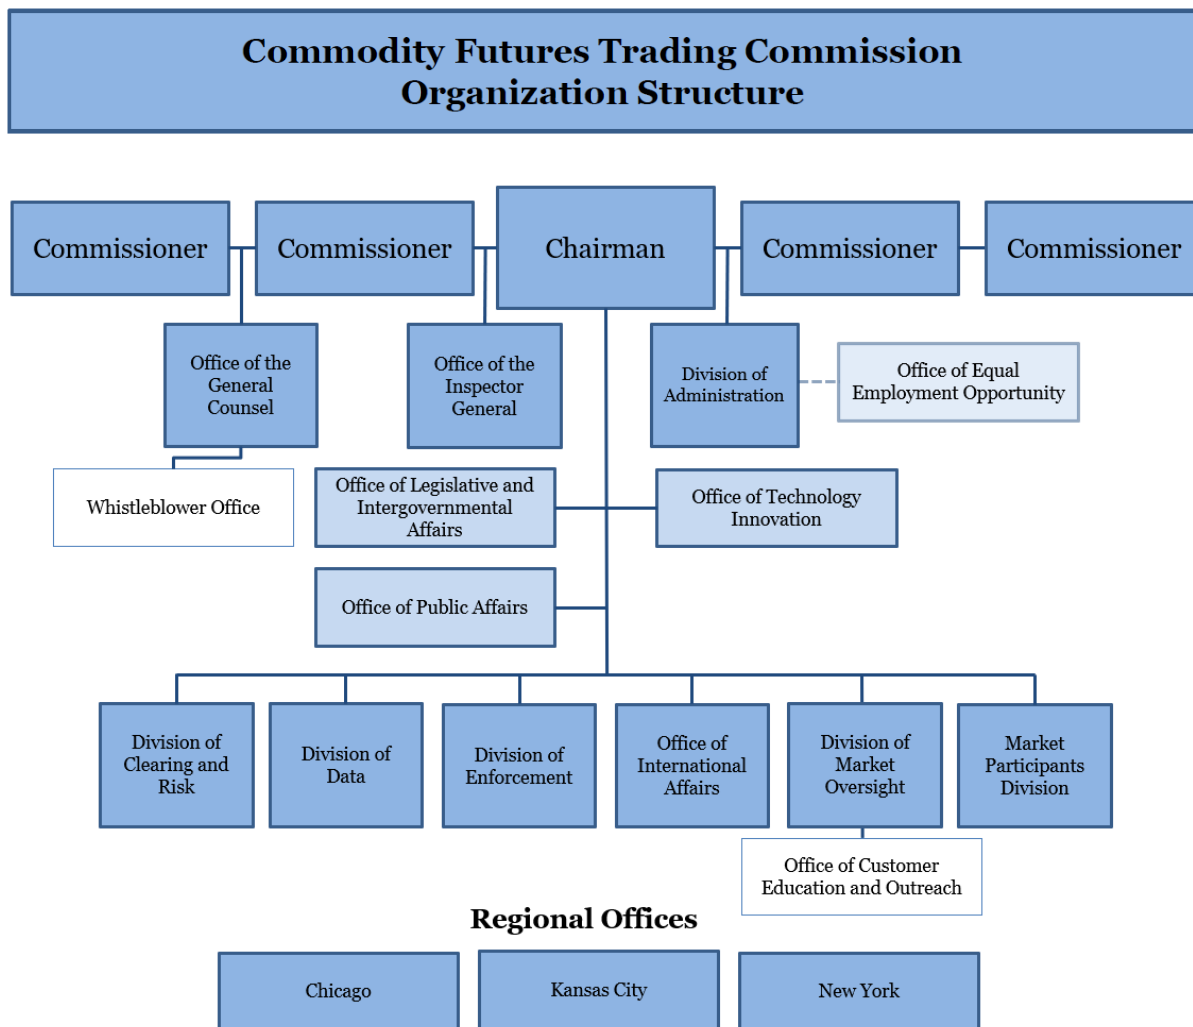 Commodity Futures Trading Commission
Organization Structure
Commissioner
Commissioner
Chairman
Commissioner
Commissioner
Office of the
General
Counsel
Office of the
Inspector
General
Division of
Administration
Office of Equal
Employment Opportunity
Whistleblower Office
Office of Legislative and
Intergovernmental
Affairs
Office of Technology
Innovation
Office of Public Affairs
Division of
Clearing and
Risk
Division of
Data
Division of
Enforcement
Office of
International
Affairs
Division of
Market
Oversight
Market
Participants
Division
Office of Customer
Education and Outreach
Regional Offices
Chicago
Kansas City
New York